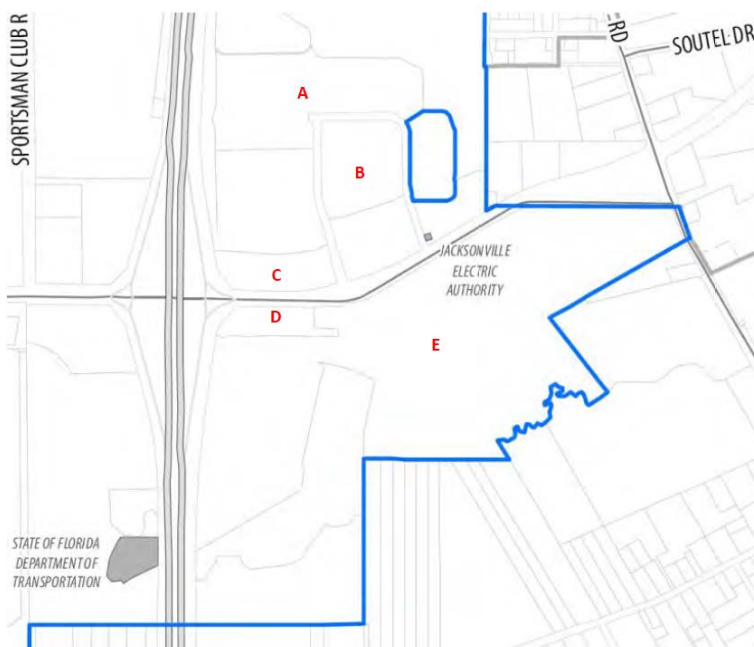 SPORTSMAN CLUB R
RD
SOUTEL DR
A
B
JACKSONVILLE
ELECTRIC
AUTHORITY
C
D
E
STATE OF FLORIDA
DEPARTMENT OF
TRANSPORTATION